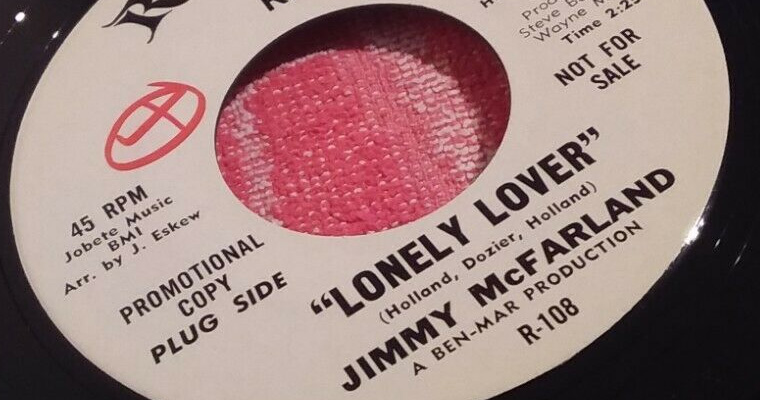 NOT FOR
SALE
Time 2:25
45 RPM
Jobete Music
BMI
Arr. by J. Eskew
PROMOTIONAL
COPY
PLUG SIDE
"LONELY LOVER"
(Holland, Dozier, Holland)
JIMMY McFARLAND
A BEN-MAR PRODUCTION
R-108